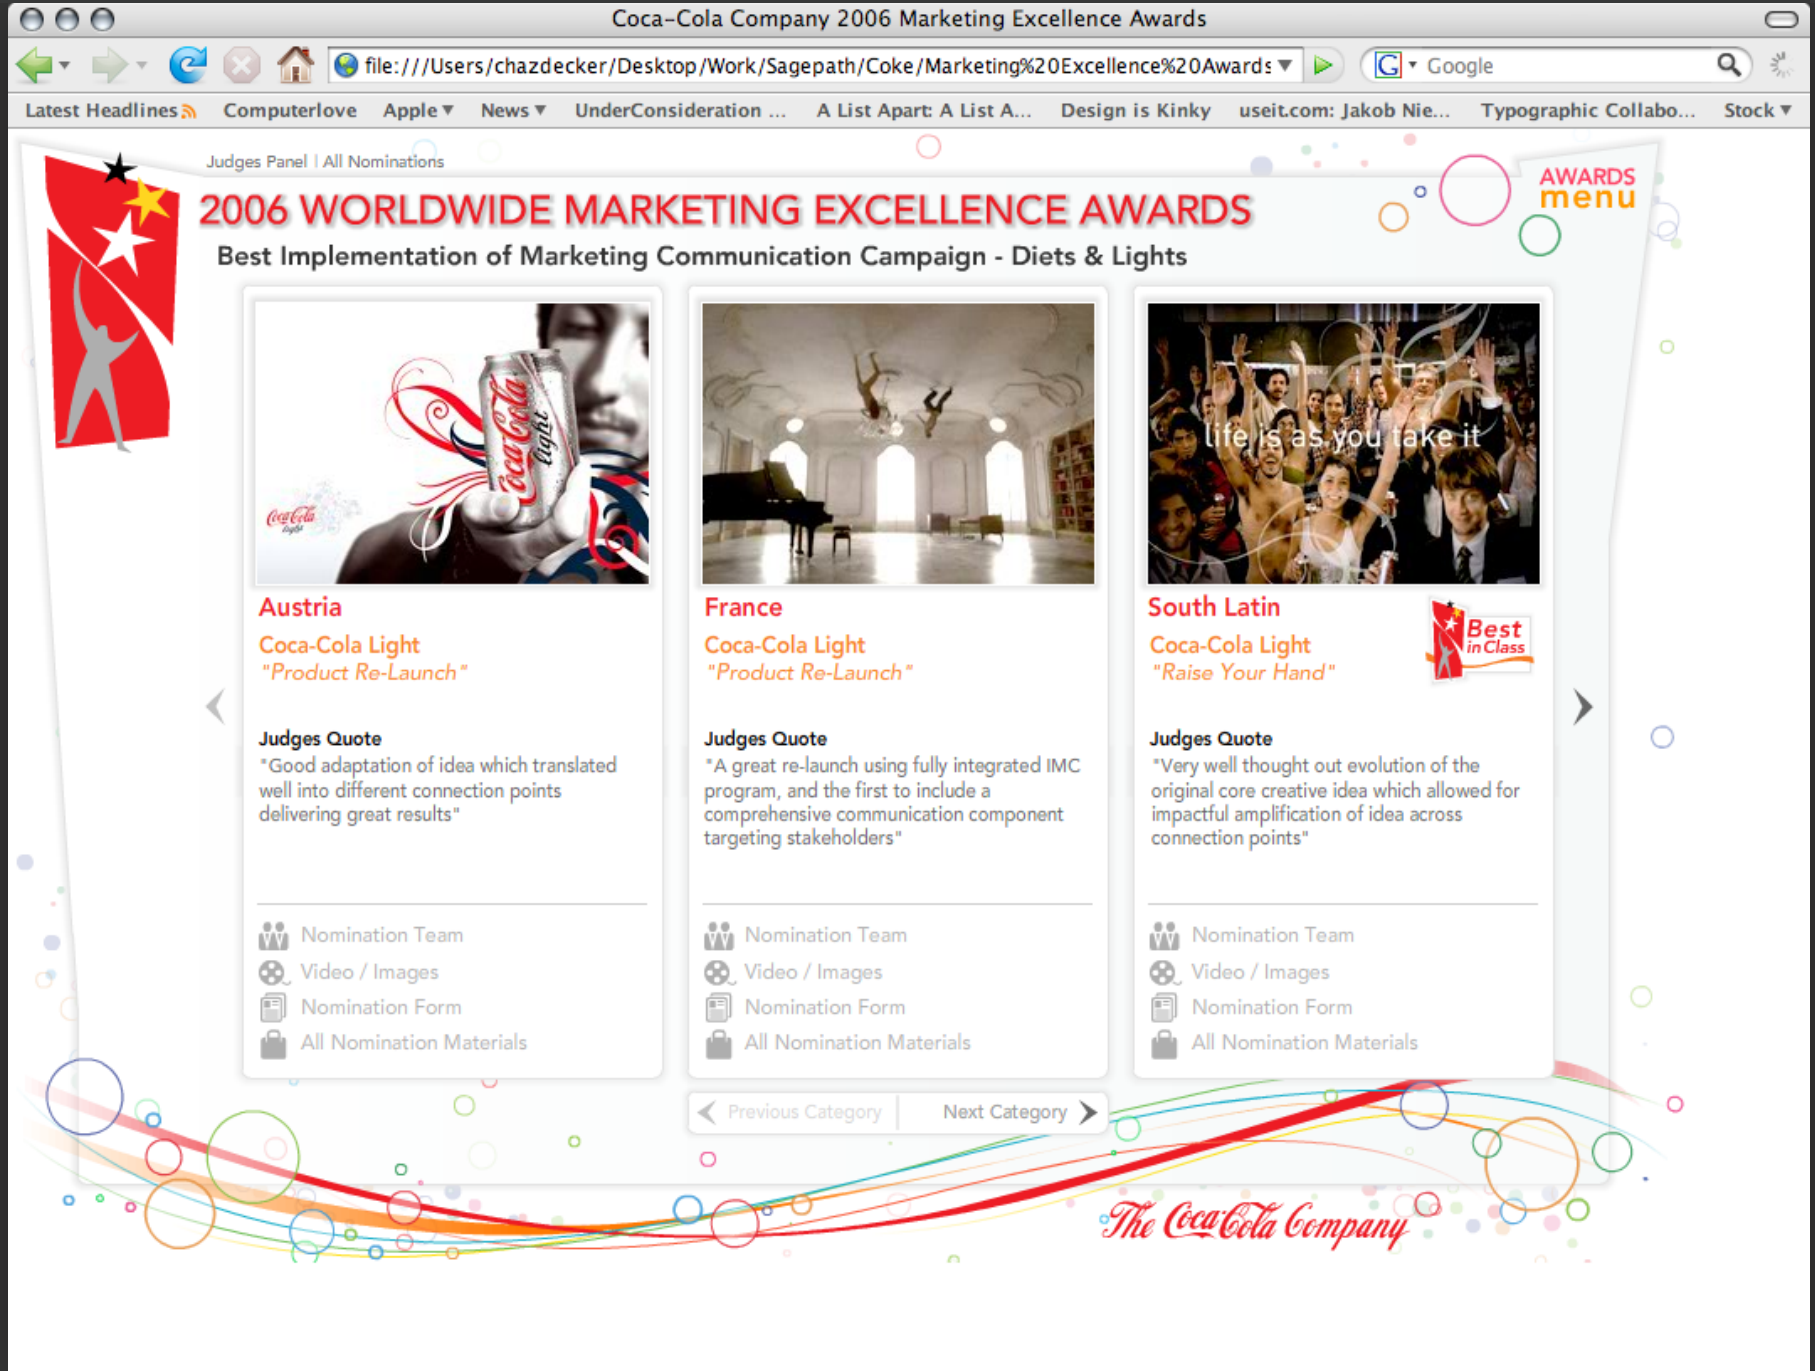 Coca-Cola Company 2006 Marketing Excellence Awards
file:///Users/chazdecker/Desktop/Work/Sagepath/Coke/Marketing%20Excellence%20Awards
Google
Latest Headlines Computerlove Apple News UnderConsideration ... A List Apart: A List A... Design is Kinky useit.com: Jakob Nie... Typographic Collabo... Stock
Judges Panel | All Nominations
AWARDS
menu
2006 WORLDWIDE MARKETING EXCELLENCE AWARDS
Best Implementation of Marketing Communication Campaign - Diets & Lights
Coca-Cola
light
Coca-Cola
light
Austria
Coca-Cola Light
"Product Re-Launch"
Judges Quote
"Good adaptation of idea which translated
well into different connection points
delivering great results"
Nomination Team
Video / Images
Nomination Form
All Nomination Materials
France
Coca-Cola Light
"Product Re-Launch"
Judges Quote
"A great re-launch using fully integrated IMC
program, and the first to include a
comprehensive communication component
targeting stakeholders"
Nomination Team
Video / Images
Nomination Form
All Nomination Materials
life is as you take it
South Latin
Coca-Cola Light
"Raise Your Hand"
Best
in Class
Judges Quote
"Very well thought out evolution of the
original core creative idea which allowed for
impactful amplification of idea across
connection points"
Nomination Team
Video / Images
Nomination Form
All Nomination Materials
Previous Category | Next Category
The Coca-Cola Company